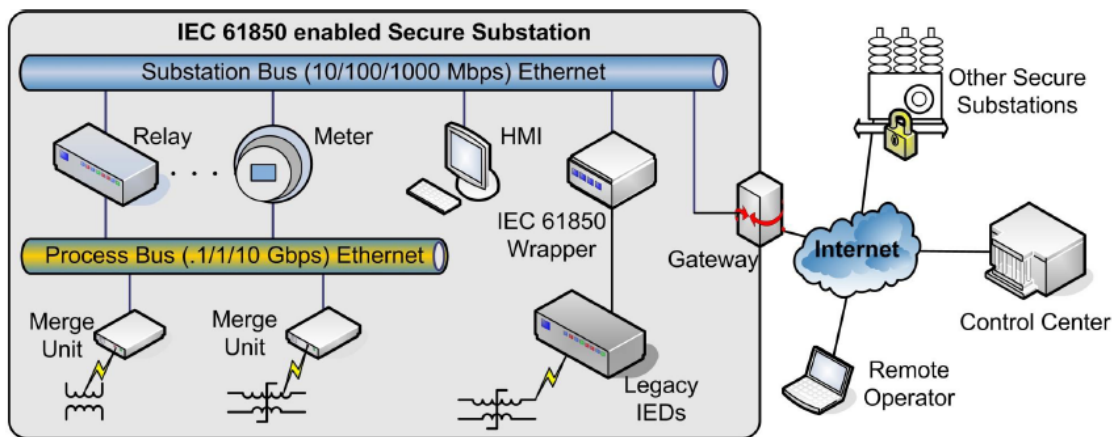 IEC 61850 enabled Secure Substation
Substation Bus (10/100/1000 Mbps) Ethernet
Other Secure
Substations
Relay
Meter
HMI
IEC 61850
Wrapper
Gateway
Internet
Process Bus (.1/1/10 Gbps) Ethernet
Control Center
Merge
Unit
Merge
Unit
Legacy
IEDs
Remote
Operator